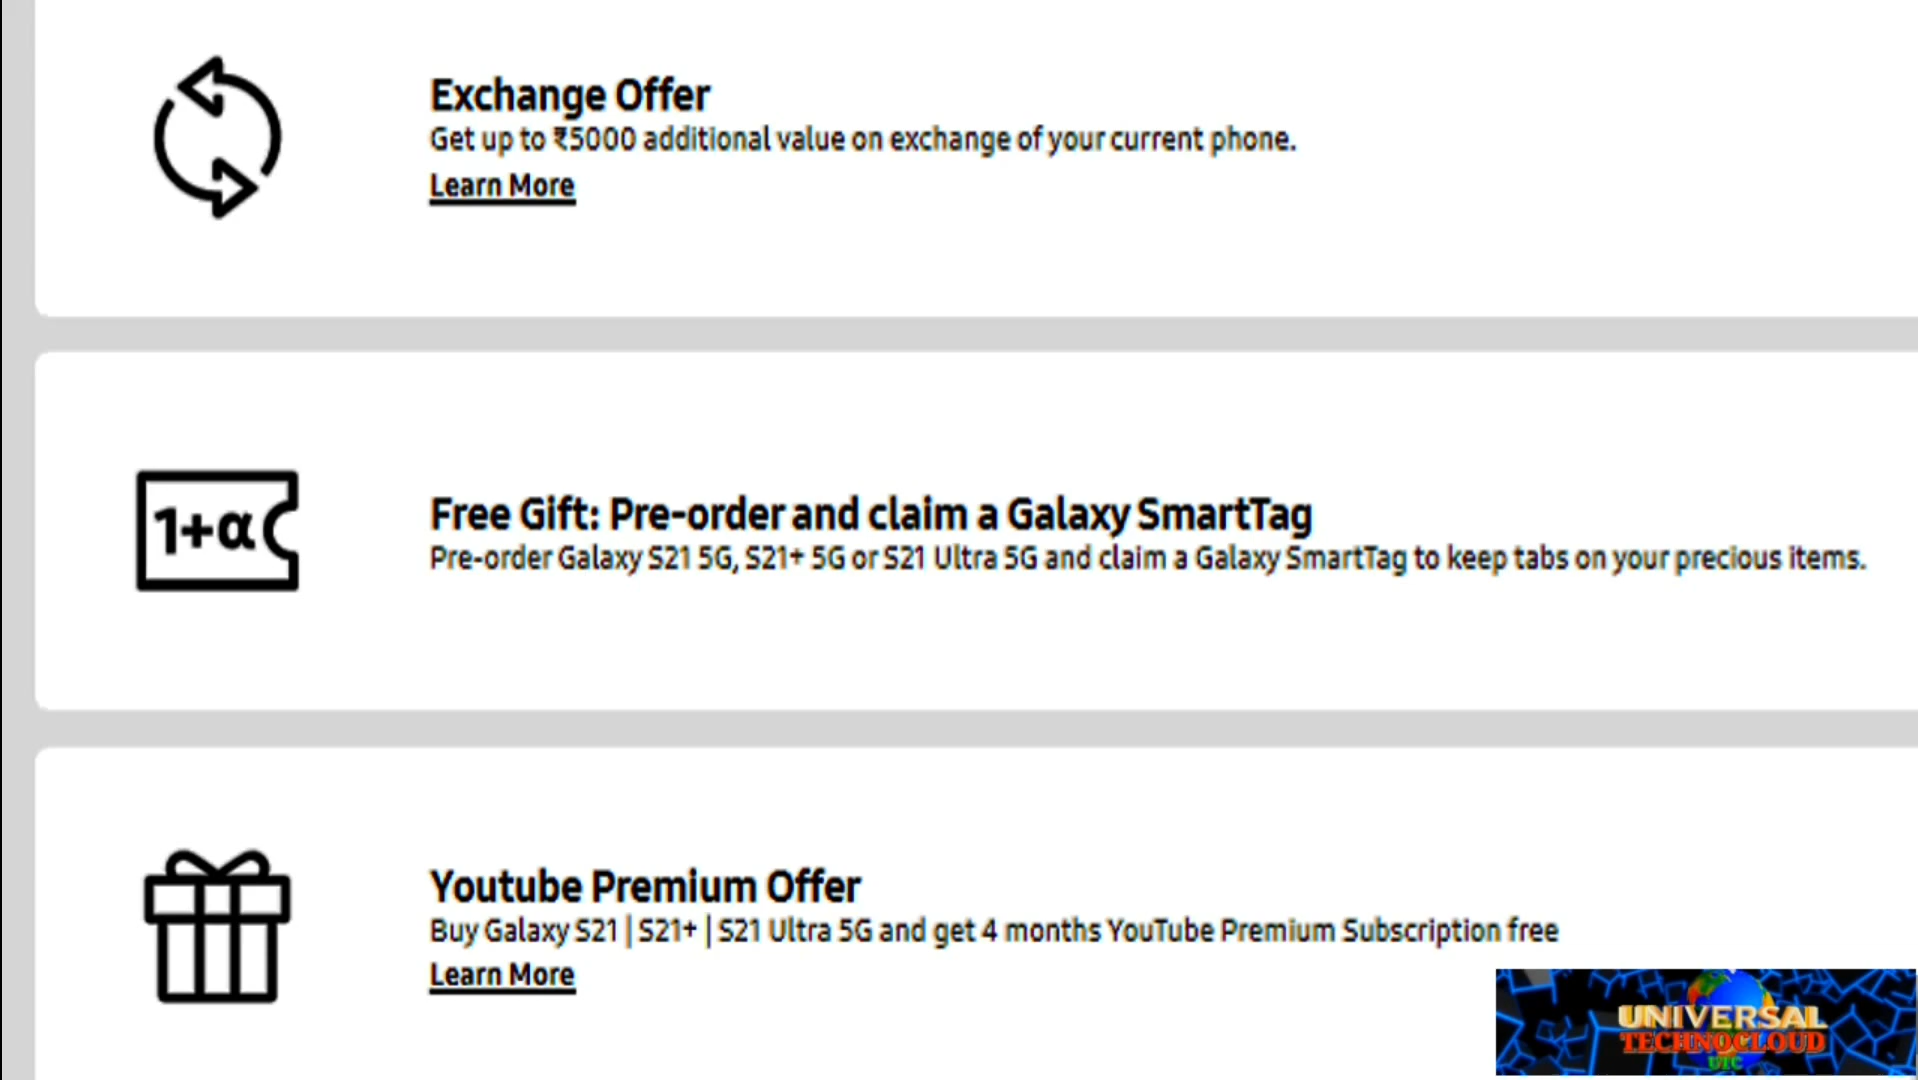 Exchange Offer
Get up to ₹5000 additional value on exchange of your current phone.
Learn More
1+α
Free Gift: Pre-order and claim a Galaxy SmartTag
Pre-order Galaxy S21 5G, S21+ 5G or S21 Ultra 5G and claim a Galaxy SmartTag to keep tabs on your precious items.
Youtube Premium Offer
Buy Galaxy S21 | S21+ | S21 Ultra 5G and get 4 months YouTube Premium Subscription free
Learn More
UNIVERSAL
TECHNOCLOUD
UTC